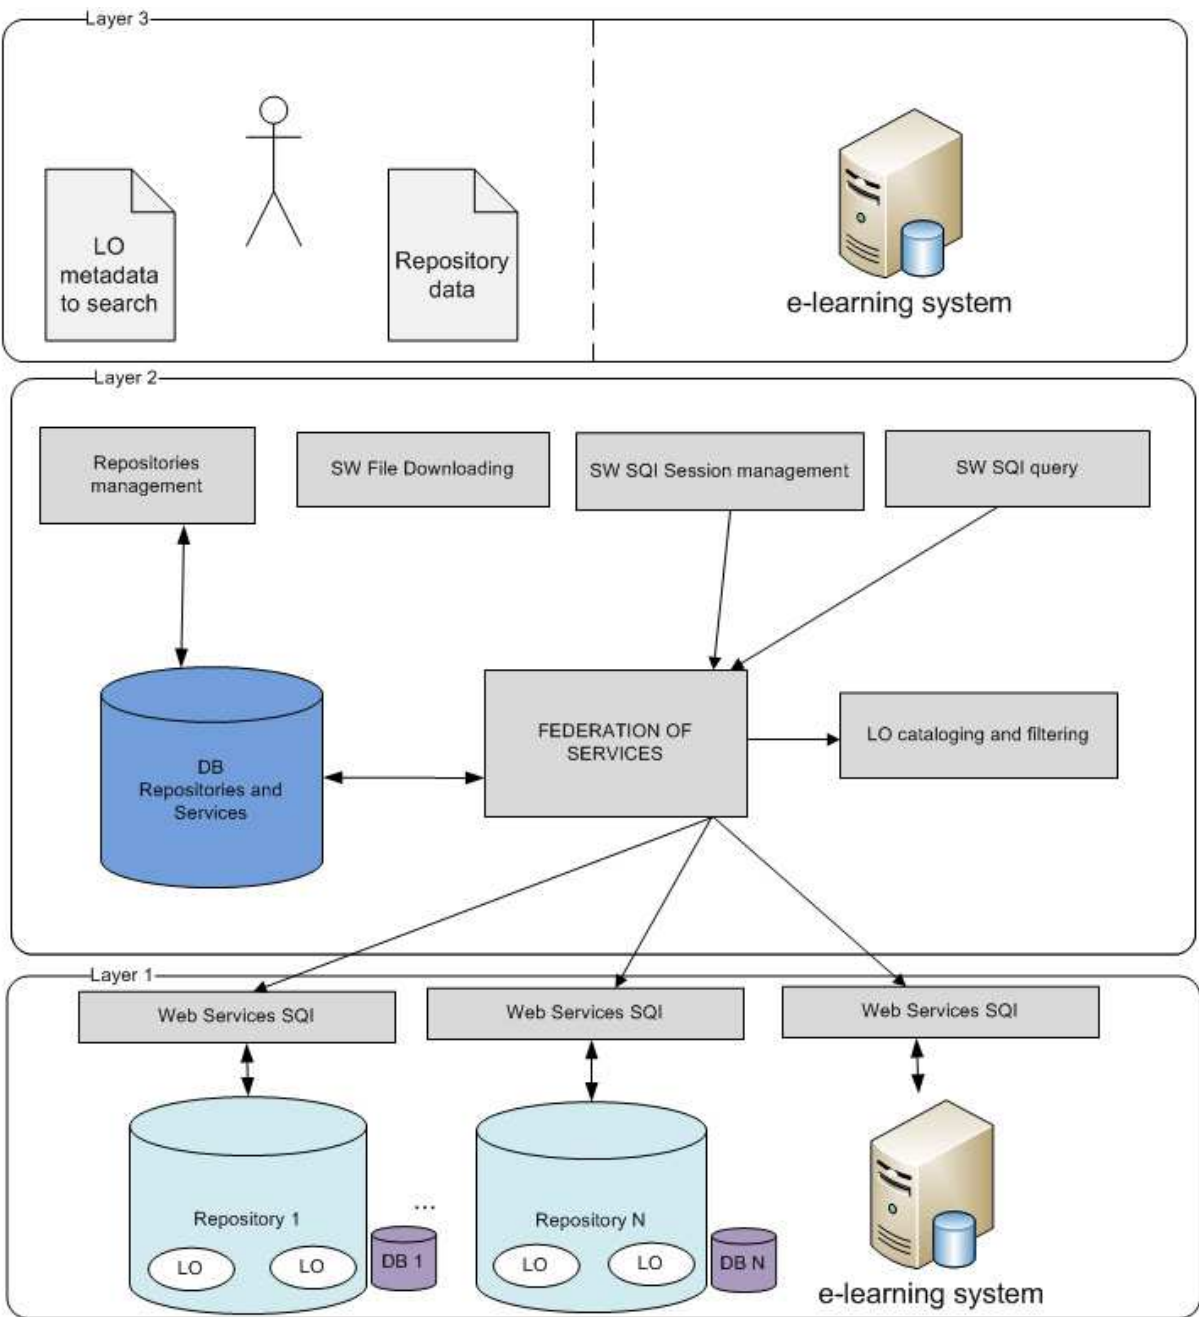 Layer 3
LO
metadada
to search
Repository
data
e-learning system
Layer 2
Repositories
management
SW File Downloading
SW SQI Session management
SW SQI query
DB
Repositories and
Services
FEDERATION OF
SERVICES
LO cataloging and filtering
Layer 1
Web Services SQI
Web Services SQI
Web Services SQI
Repository 1
LO
LO
DB 1
...
Repository N
LO
LO
DB N
e-learning system